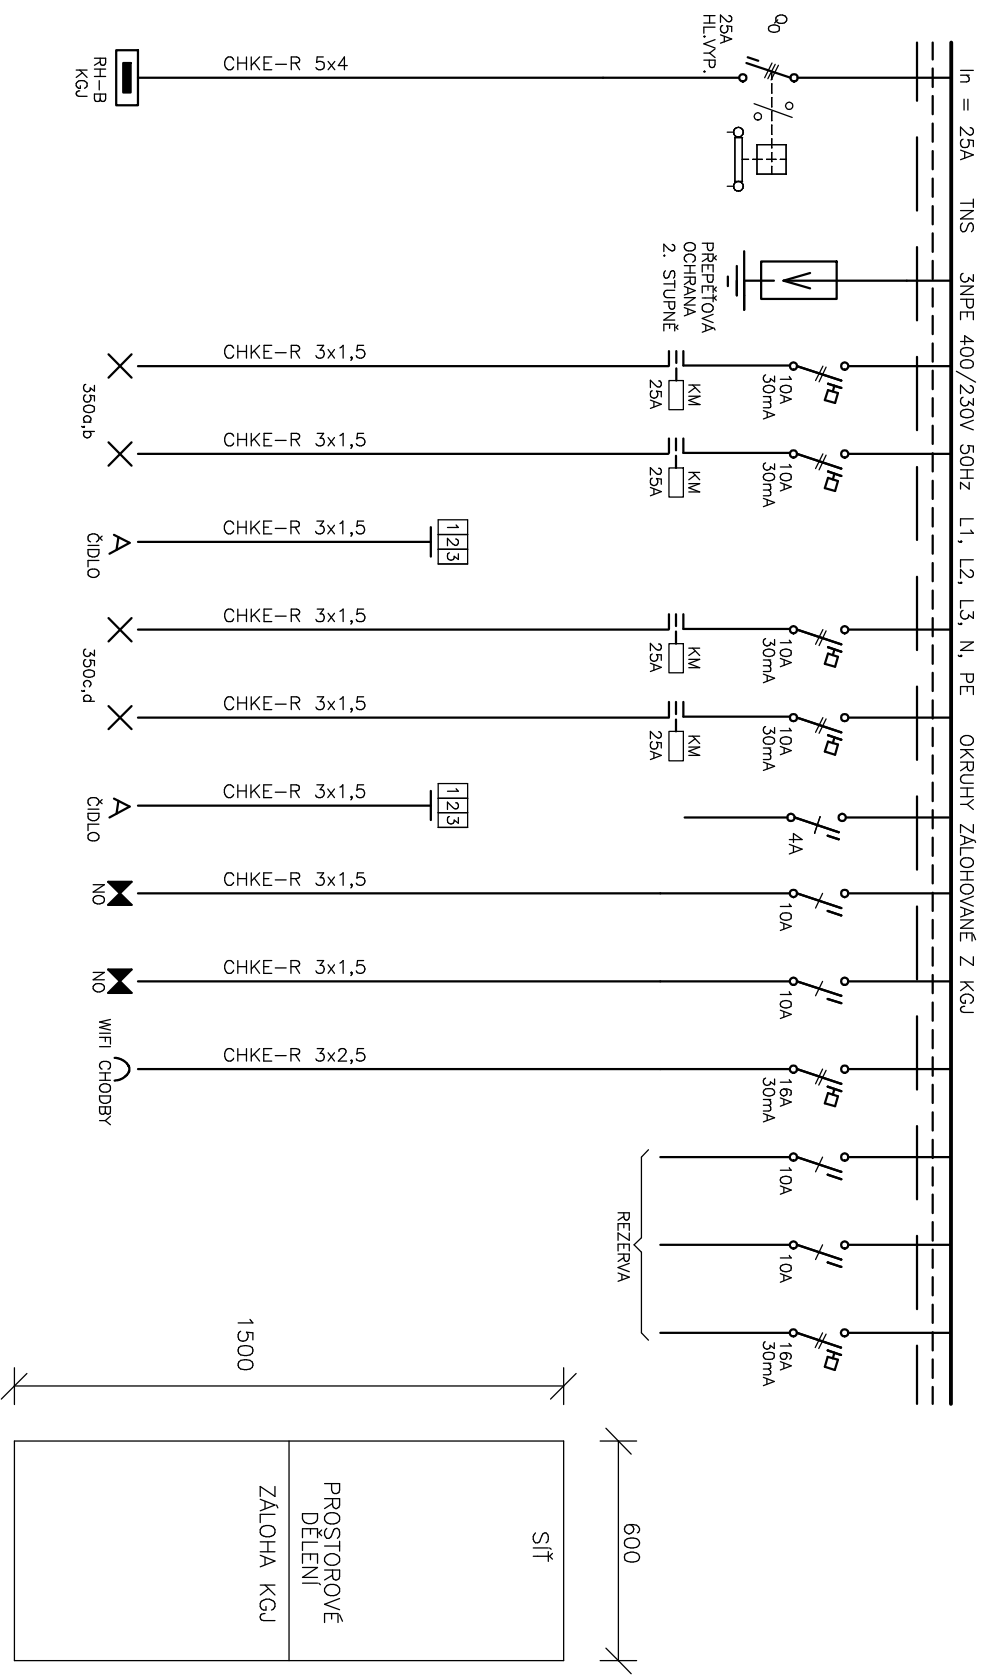 In = 25A TNS 3NPE 400/230V 50Hz L1, L2, L3, N, PE OKRUHY ZÁLOHOVANÉ Z KGJ
Q0
25A
HL.VYP.
CHKE-R 5x4
RH-B
KGJ
PŘEPĚŤOVÁ
OCHRANA
2. STUPNĚ
10A
30mA
KM
25A
CHKE-R 3x1,5
350a,b
10A
30mA
KM
25A
CHKE-R 3x1,5
1 2 3
CHKE-R 3x1,5
ČIDLO
10A
30mA
KM
25A
CHKE-R 3x1,5
350c,d
10A
30mA
KM
25A
CHKE-R 3x1,5
1 2 3
CHKE-R 3x1,5
ČIDLO
4A
10A
CHKE-R 3x1,5
NO
10A
CHKE-R 3x1,5
NO
16A
30mA
CHKE-R 3x2,5
WIFI CHODBY
10A
10A
16A
30mA
REZERVA
1500
600
SÍŤ
PROSTOROVÉ
DĚLENÍ
ZÁLOHA KGJ